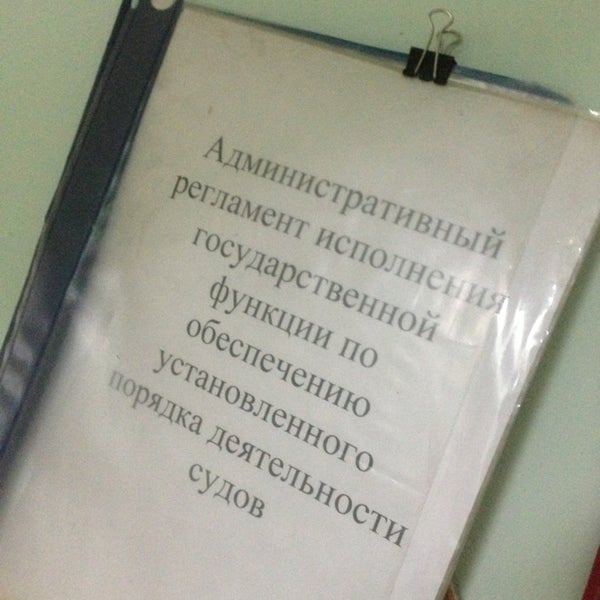 Административный
регламент исполнения
государственной
функции по
обеспечению
установленного
порядка деятельности
судов